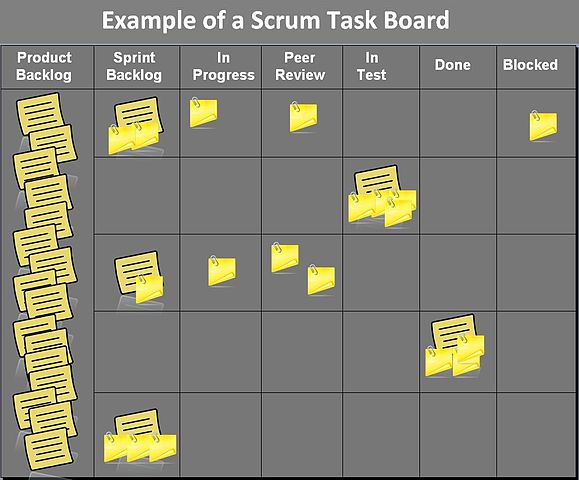 Example of a Scrum Task Board
Product
Backlog
Sprint
Backlog
In
Progress
Peer
Review
In
Test
Done
Blocked